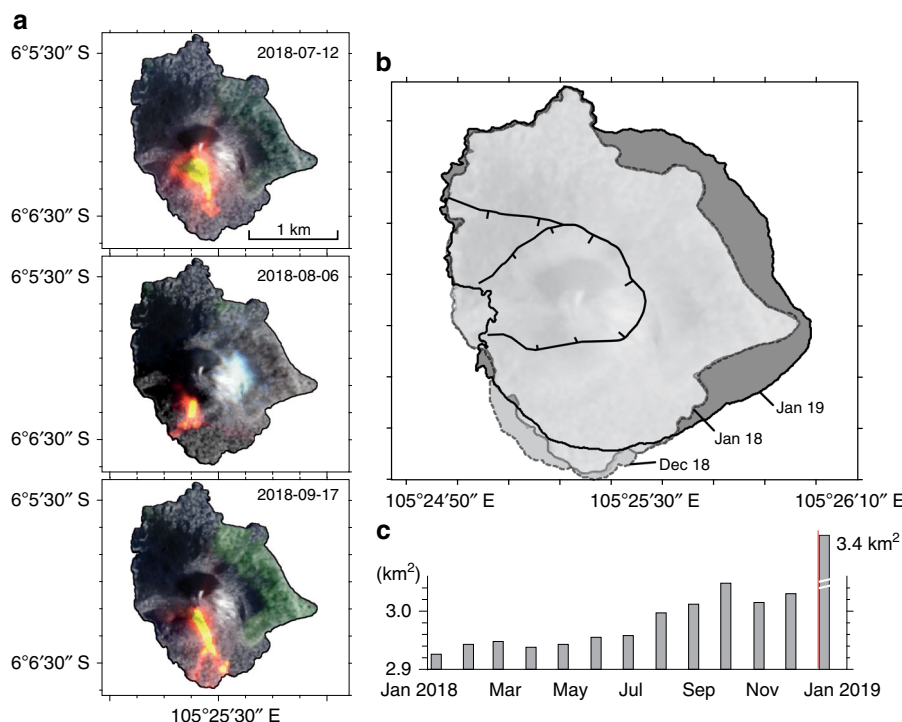 a
6°5′30″ S
2018-07-12
6°6′30″ S
1 km
6°5′30″ S
2018-08-06
6°6′30″ S
6°5′30″ S
2018-09-17
6°6′30″ S
105°25′30″ E
b
Jan 19
Jan 18
Dec 18
105°24′50″ E
105°25′30″ E
105°26′10″ E
c
(km²)
3.4 km²
3.0
2.9
Jan 2018
Mar
May
Jul
Sep
Nov
Jan 2019